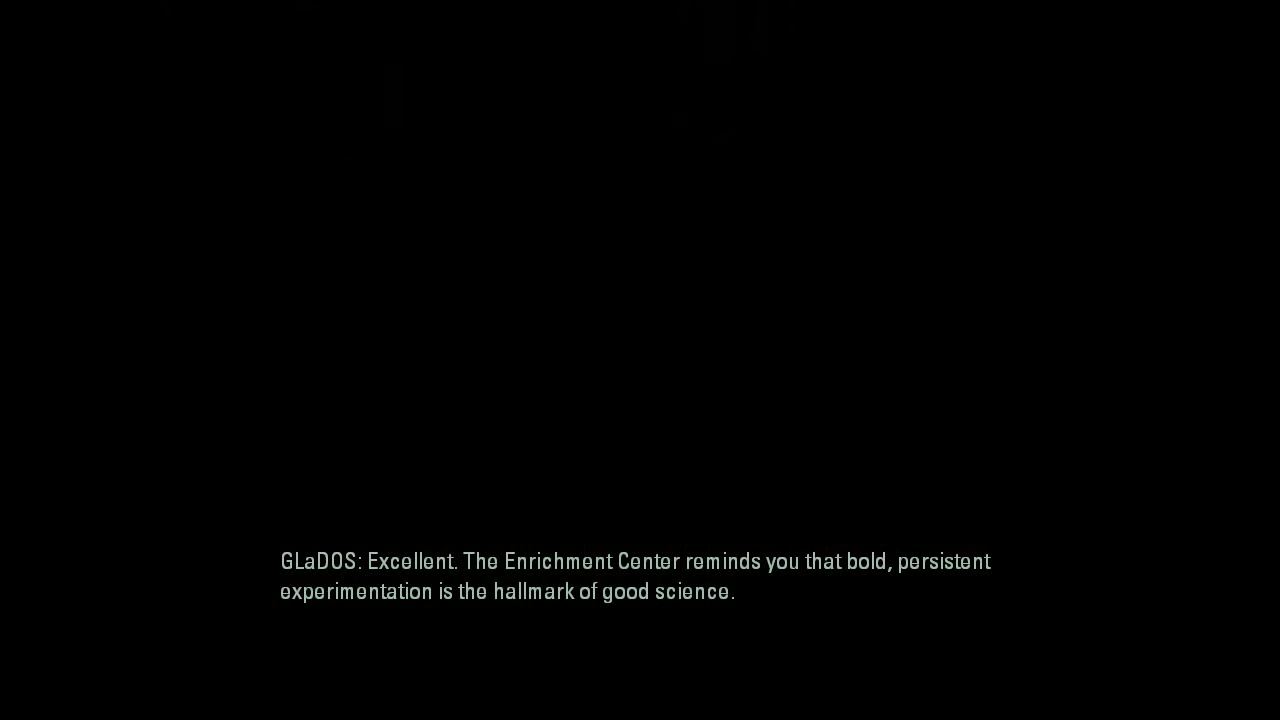 GLaDOS: Excellent. The Enrichment Center reminds you that bold, persistent
experimentation is the hallmark of good science.